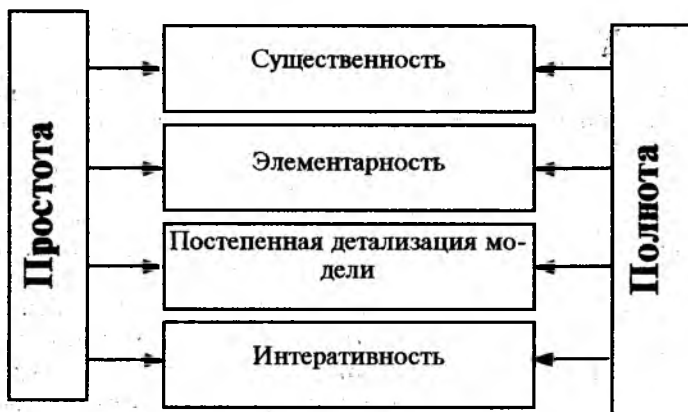 Простота
Существенность
Элементарность
Постепенная детализация мо-
дели
Интеративность
Полнота